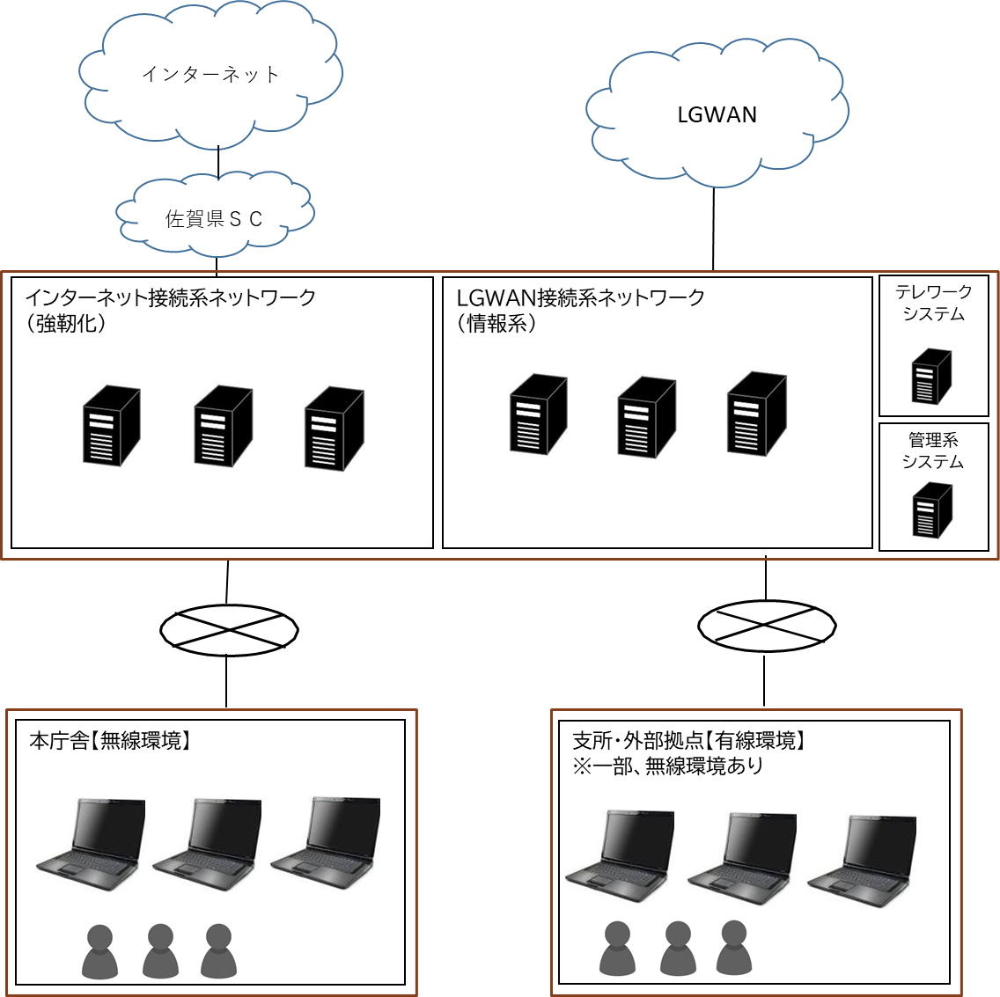 インターネット
LGWAN
佐賀県ＳＣ
インターネット接続系ネットワーク
（強靭化）
LGWAN接続系ネットワーク
（情報系）
テレワーク
システム
管理系
システム
本庁舎【無線環境】
支所・外部拠点【有線環境】
※一部、無線環境あり